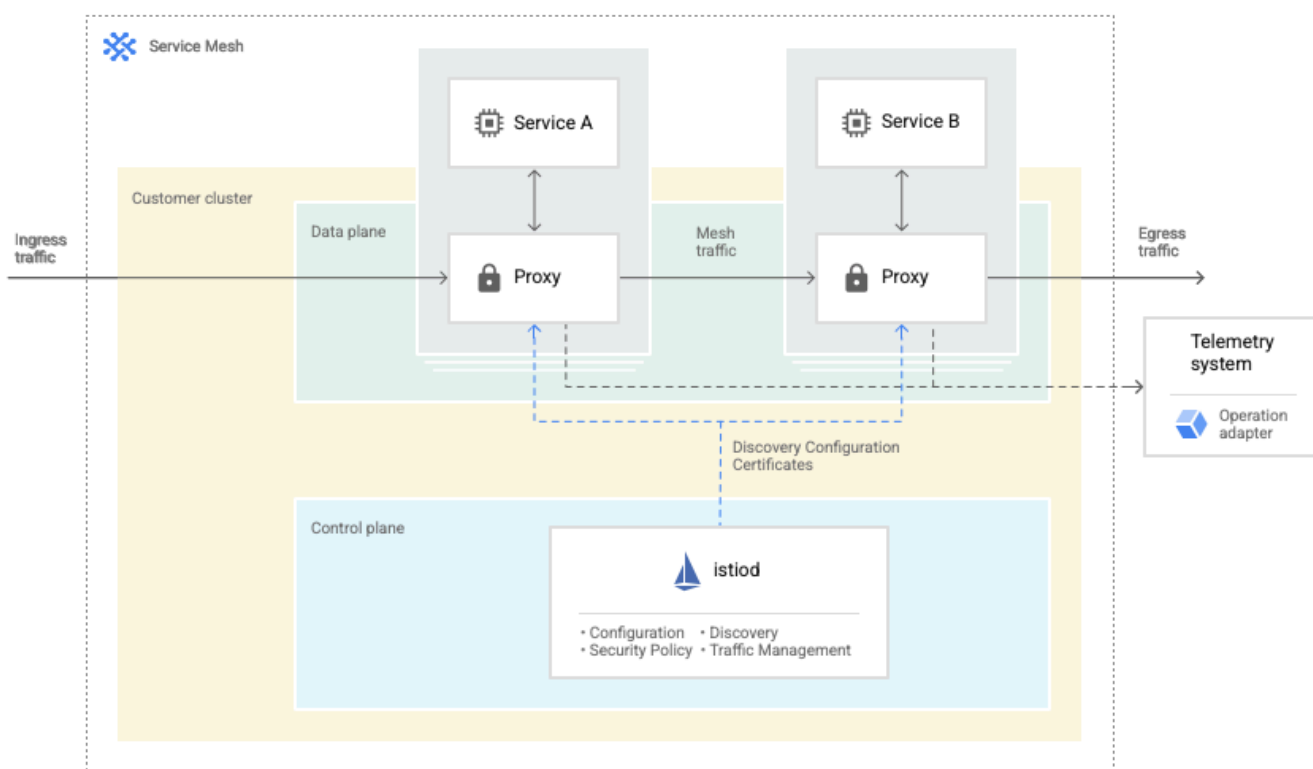 Service Mesh
Service A
Service B
Customer cluster
Data plane
Ingress
traffic
Mesh
traffic
Egress
traffic
Proxy
Proxy
Telemetry
system
Operation
adapter
Discovery Configuration
Certificates
Control plane
istiod
• Configuration • Discovery
• Security Policy • Traffic Management